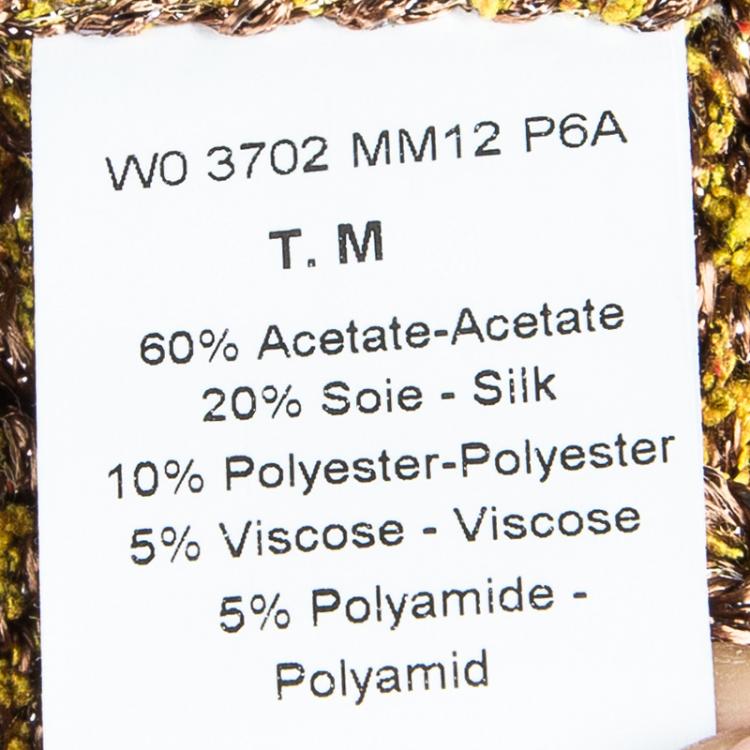 W0 3702 MM12 P6A
T. M
60% Acetate-Acetate
20% Soie - Silk
10% Polyester-Polyester
5% Viscose - Viscose
5% Polyamide -
Polyamid